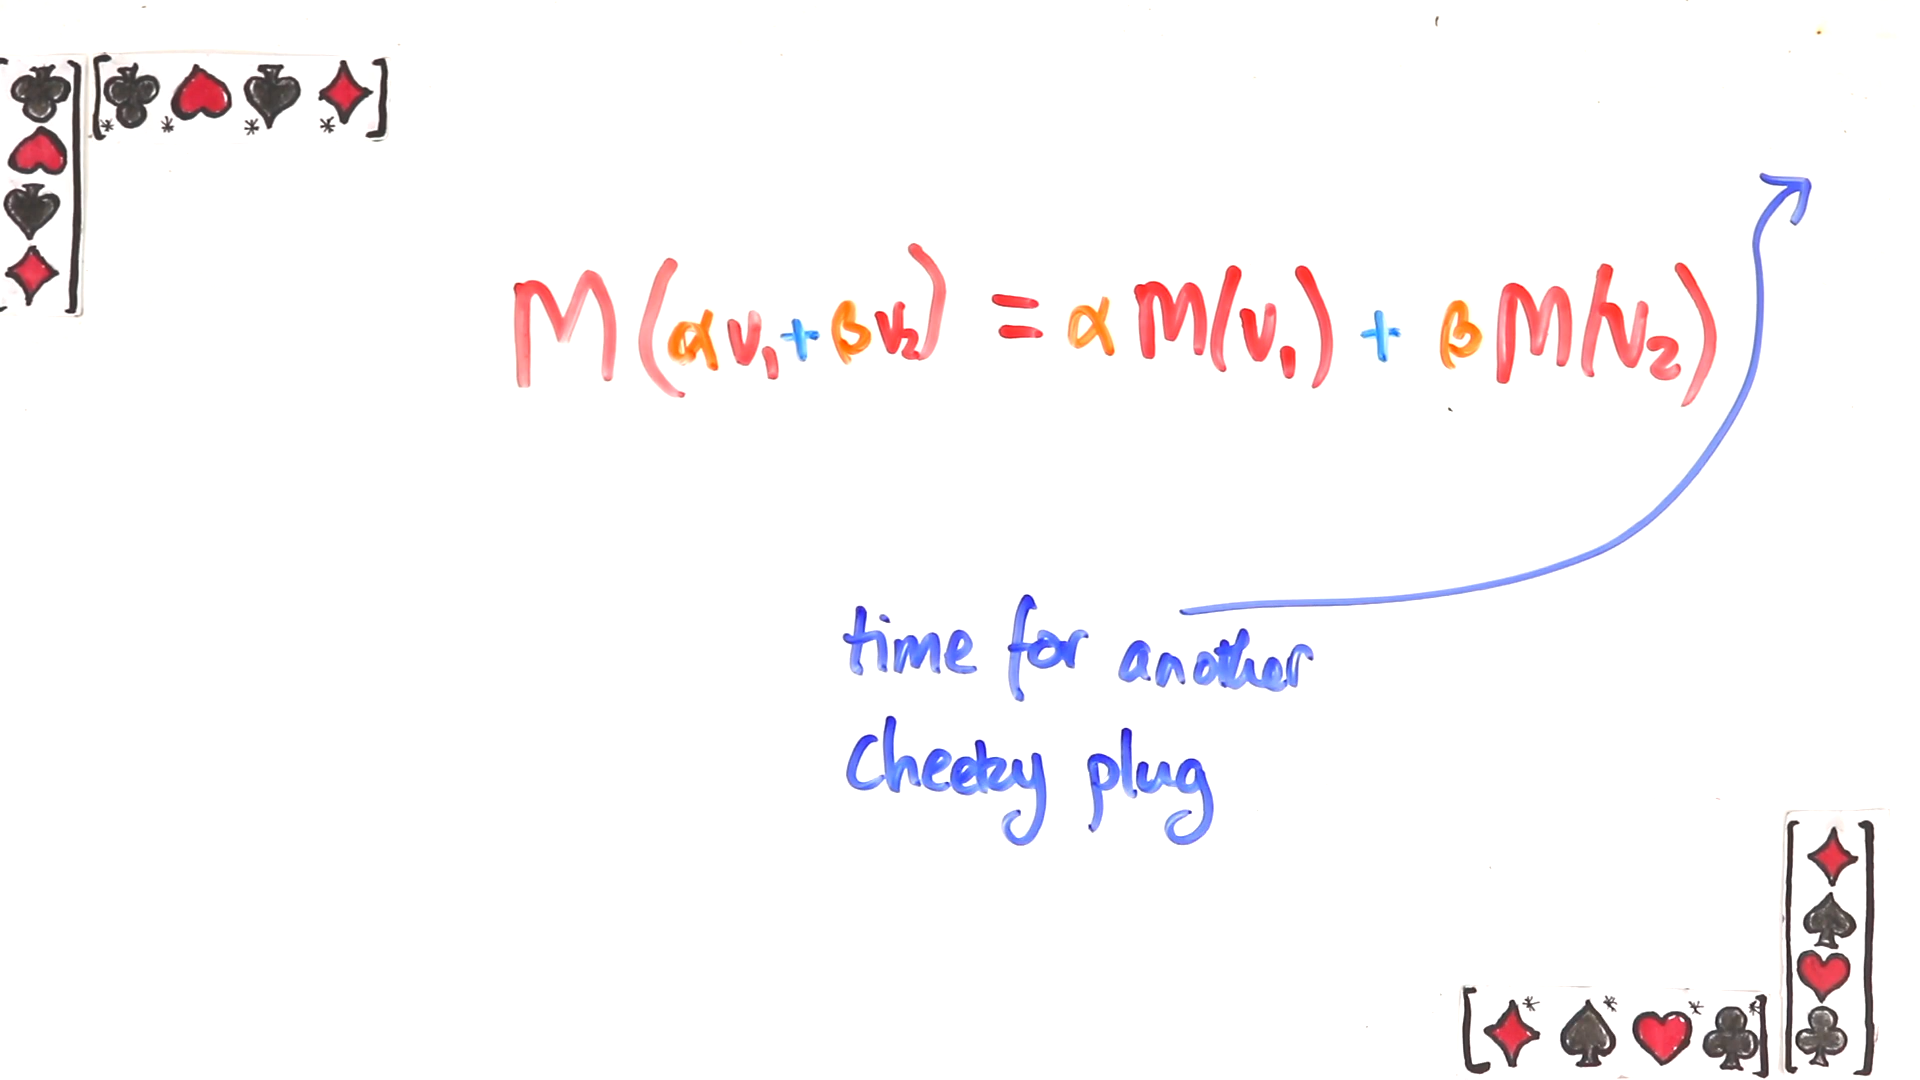 M(αv₁+βv₂) = αM(v₁) + βM(v₂)
time for another
cheeky plug